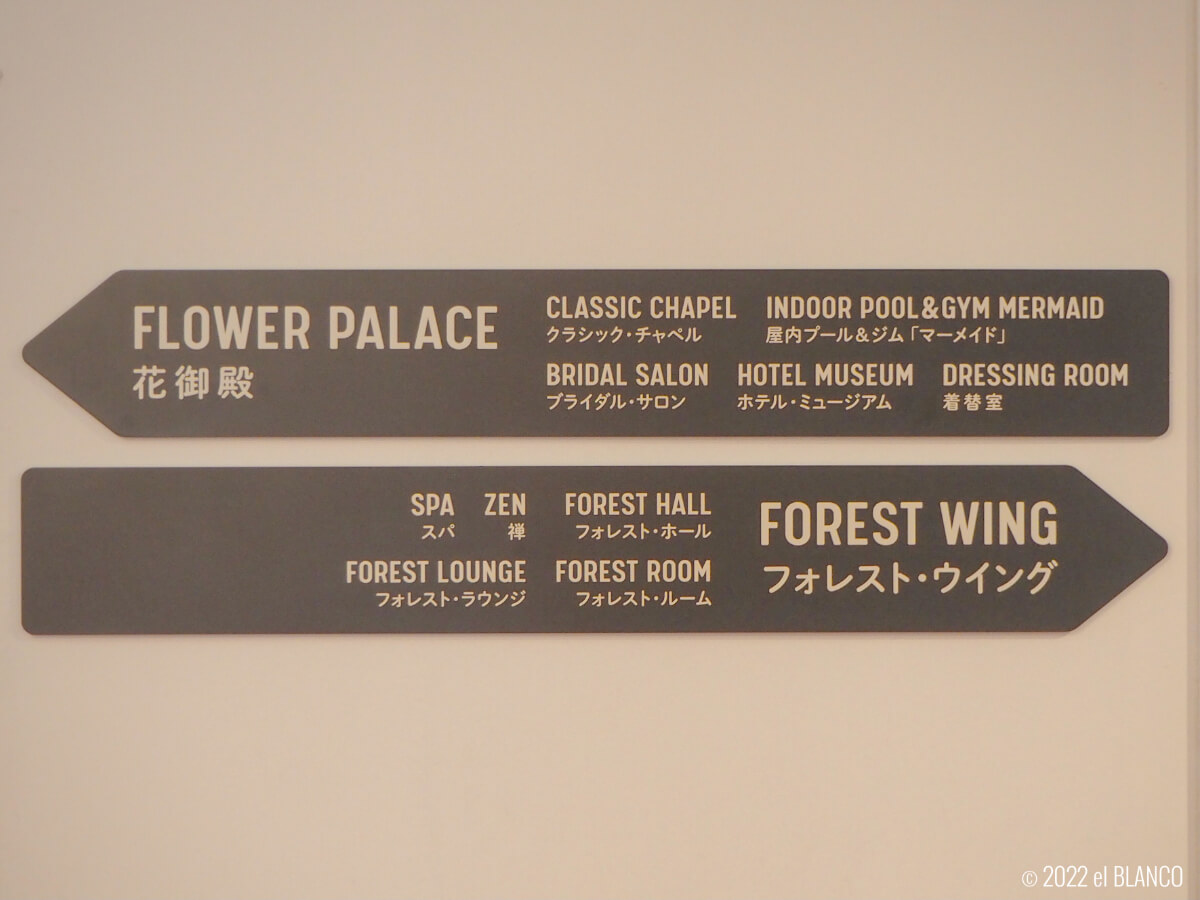 FLOWER PALACE
花御殿
CLASSIC CHAPEL INDOOR POOL&GYM MERMAID
クラシック・チャペル 屋内プール&ジム「マーメイド」
BRIDAL SALON HOTEL MUSEUM DRESSING ROOM
ブライダル・サロン ホテル・ミュージアム 着替室
SPA ZEN FOREST HALL
スパ 禅 フォレスト・ホール
FOREST LOUNGE FOREST ROOM
フォレスト・ラウンジ フォレスト・ルーム
FOREST WING
フォレスト・ウイング
© 2022 el BLANCO